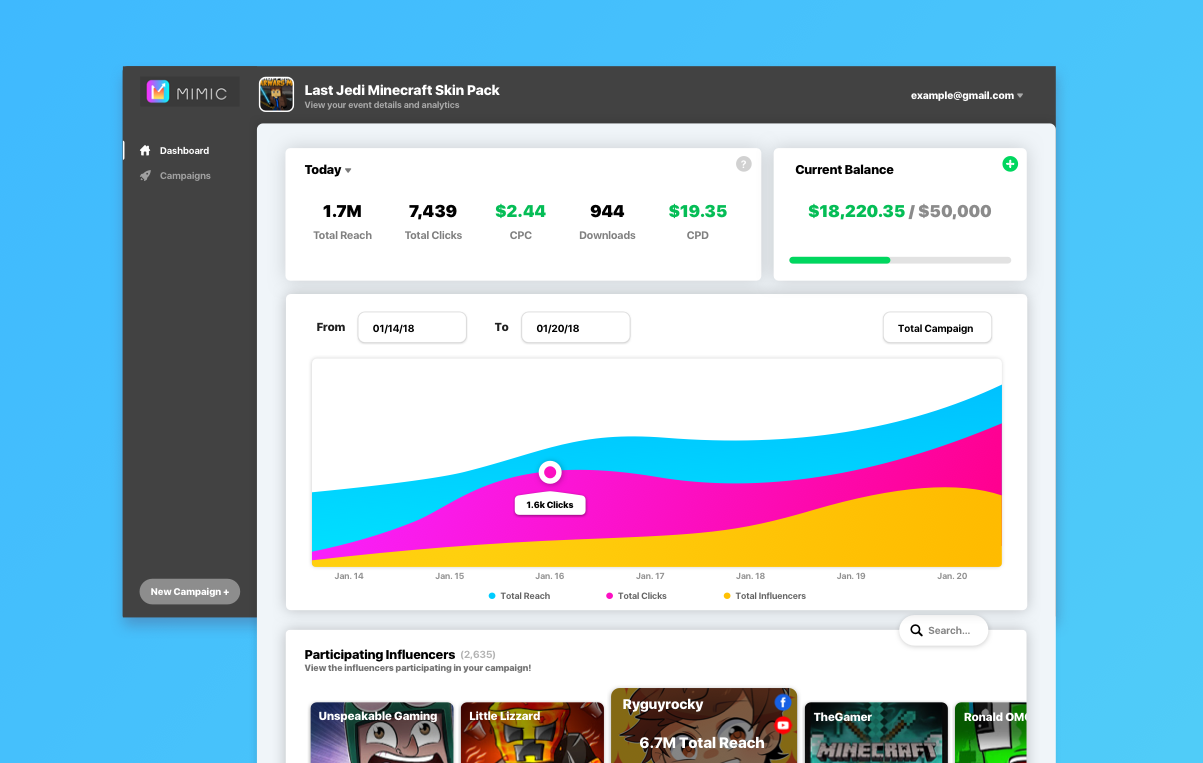 MIMIC
Last Jedi Minecraft Skin Pack
View your event details and analytics
example@gmail.com
Dashboard
Campaigns
New Campaign +
Today
?
1.7M 7,439 $2.44 944 $19.35
Total Reach Total Clicks CPC Downloads CPD
Current Balance
+
$18,220.35 / $50,000
From 01/14/18 To 01/20/18 Total Campaign
1.6k Clicks
Jan. 14 Jan. 15 Jan. 16 Jan. 17 Jan. 18 Jan. 19 Jan. 20
Total Reach Total Clicks Total Influencers
Search...
Participating Influencers (2,635)
View the influencers participating in your campaign!
Unspeakable Gaming
Little Lizzard
Ryguyrocky
f
6.7M Total Reach
TheGamer
MINECRAFT
Ronald OMG